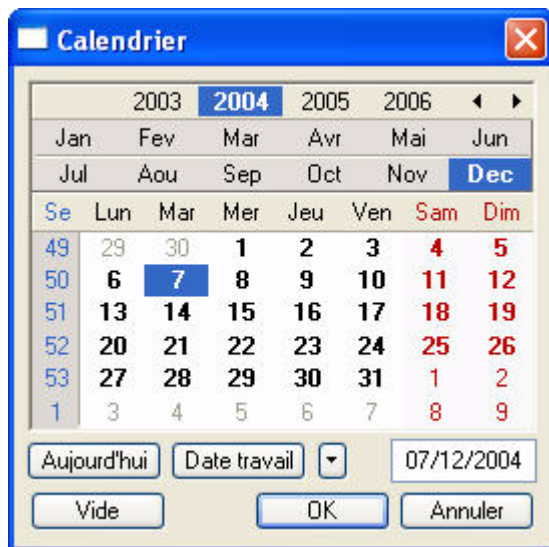 Calendrier
2003 2004 2005 2006
Jan Fev Mar Avr Mai Jun
Jul Aou Sep Oct Nov Dec
Se Lun Mar Mer Jeu Ven Sam Dim
49 29 30 1 2 3 4 5
50 6 7 8 9 10 11 12
51 13 14 15 16 17 18 19
52 20 21 22 23 24 25 26
53 27 28 29 30 31 1 2
1 3 4 5 6 7 8 9
Aujourd'hui Date travail 07/12/2004
Vide OK Annuler